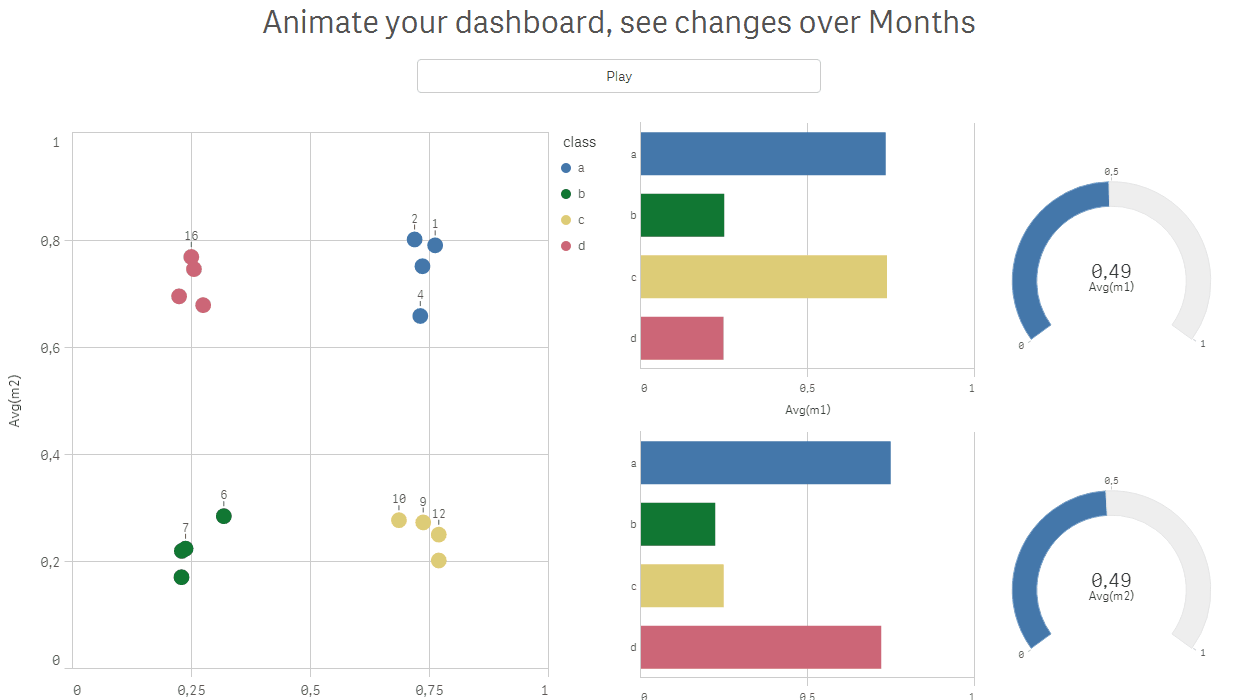 Animate your dashboard, see changes over Months
Play
1
0,8
0,6
0,4
0,2
0
Avg(m2)
0
0,25
0,5
0,75
1
16
2
1
4
6
7
10
9
12
class
a
b
c
d
a
b
c
d
0
0,5
1
Avg(m1)
a
b
c
d
0
0,5
1
0,5
0,49
Avg(m1)
0
1
0,5
0,49
Avg(m2)
0
1